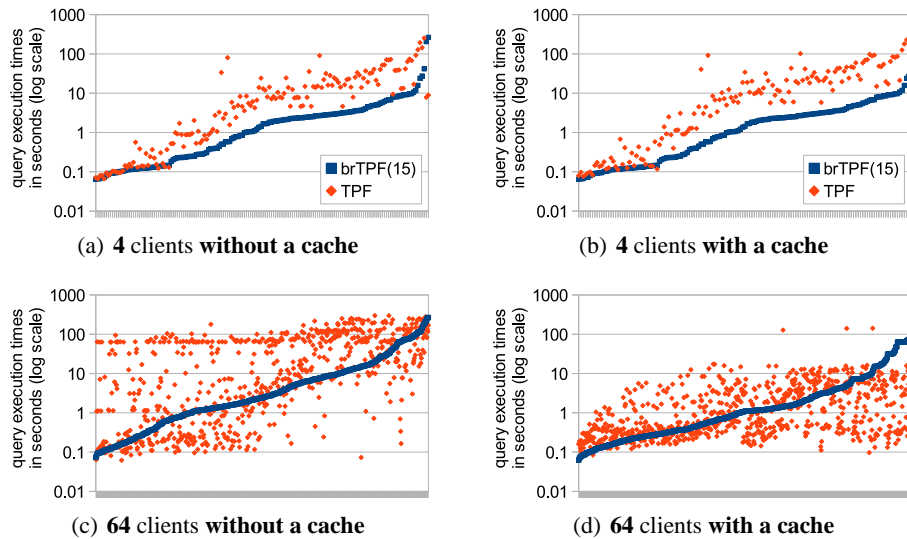 1000
100
10
1
0.1
0.01
query execution times
in seconds (log scale)
brTPF(15)
TPF
(a) 4 clients without a cache
1000
100
10
1
0.1
0.01
query execution times
in seconds (log scale)
(b) 4 clients with a cache
1000
100
10
1
0.1
0.01
query execution times
in seconds (log scale)
(c) 64 clients without a cache
1000
100
10
1
0.1
0.01
query execution times
in seconds (log scale)
(d) 64 clients with a cache